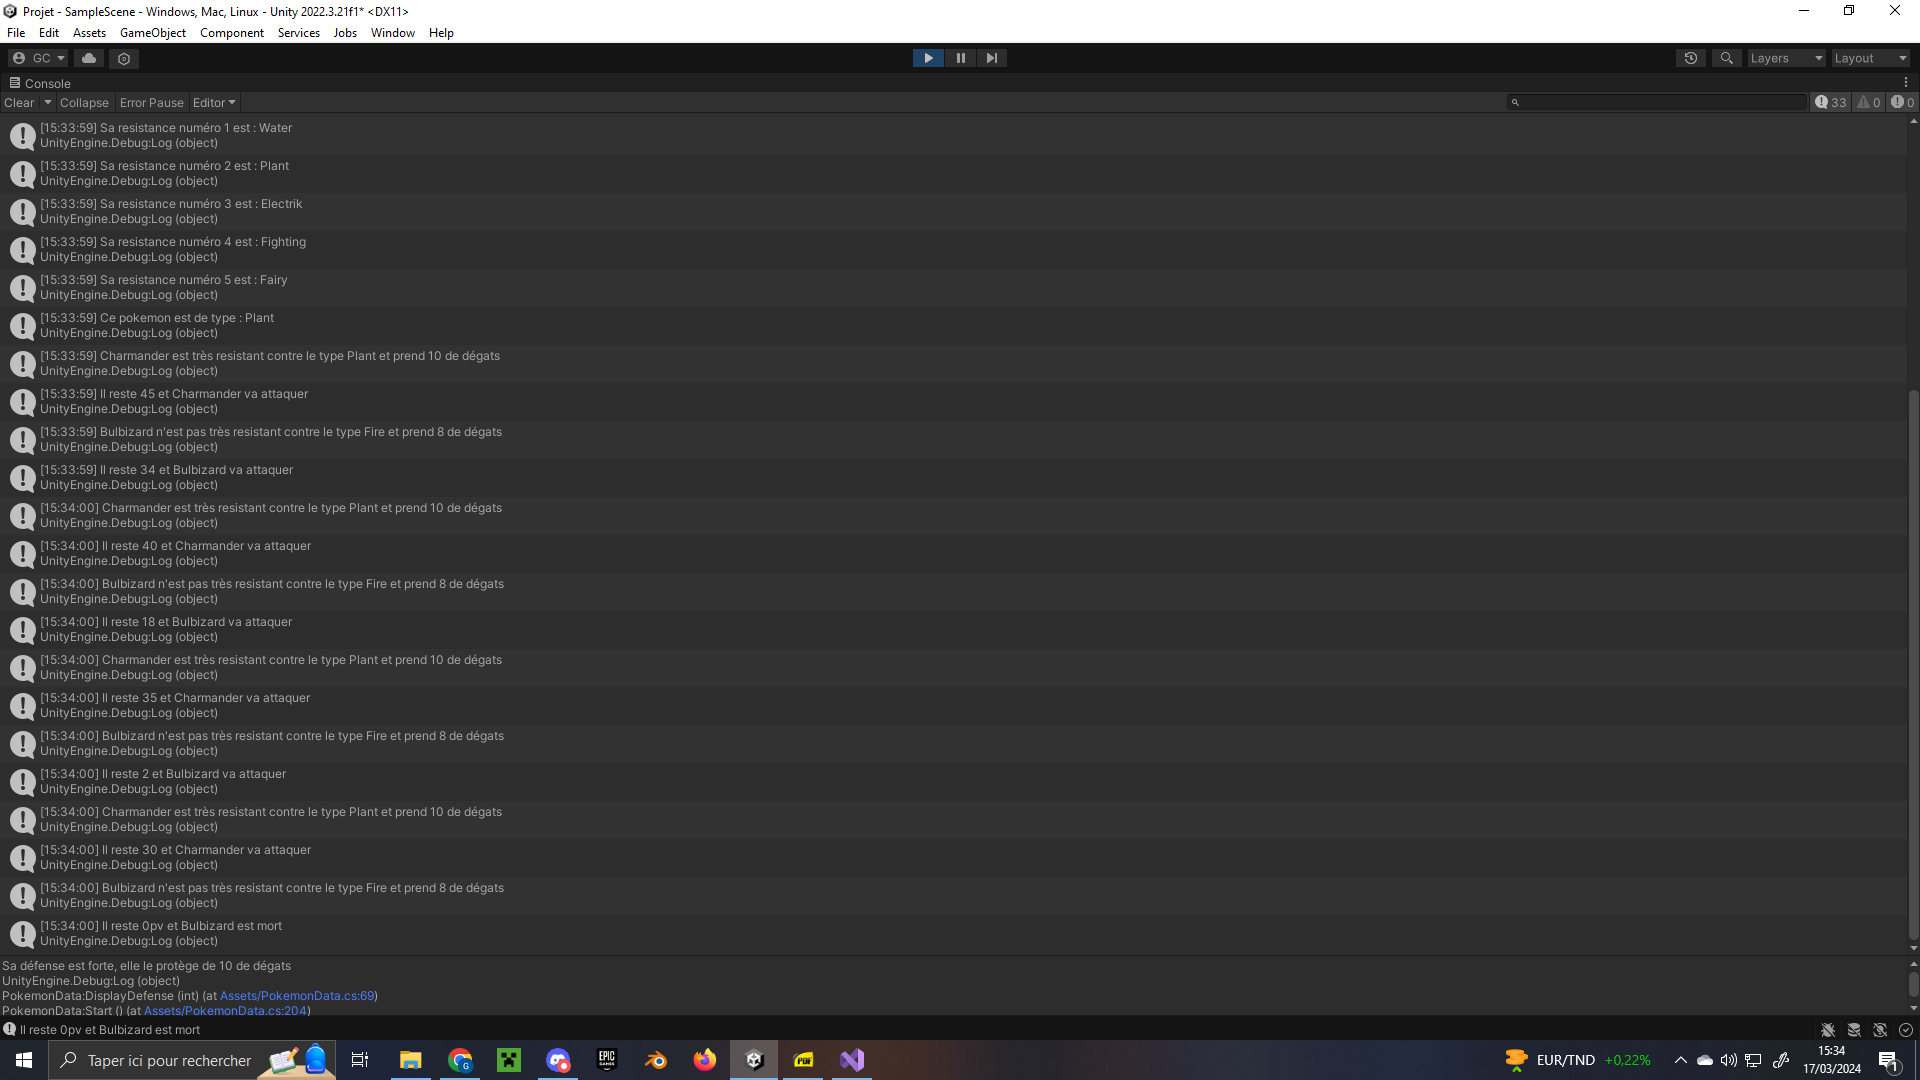 Projet - SampleScene - Windows, Mac, Linux - Unity 2022.3.21f1* <DX11>
File Edit Assets GameObject Component Services Jobs Window Help
GC Layers Layout
Console
Clear Collapse Error Pause Editor 33 0 0
[15:33:59] Sa resistance numéro 1 est : Water
UnityEngine.Debug:Log (object)
[15:33:59] Sa resistance numéro 2 est : Plant
UnityEngine.Debug:Log (object)
[15:33:59] Sa resistance numéro 3 est : Electrik
UnityEngine.Debug:Log (object)
[15:33:59] Sa resistance numéro 4 est : Fighting
UnityEngine.Debug:Log (object)
[15:33:59] Sa resistance numéro 5 est : Fairy
UnityEngine.Debug:Log (object)
[15:33:59] Ce pokemon est de type : Plant
UnityEngine.Debug:Log (object)
[15:33:59] Charmander est très resistant contre le type Plant et prend 10 de dégats
UnityEngine.Debug:Log (object)
[15:33:59] Il reste 45 et Charmander va attaquer
UnityEngine.Debug:Log (object)
[15:33:59] Bulbizard n'est pas très resistant contre le type Fire et prend 8 de dégats
UnityEngine.Debug:Log (object)
[15:33:59] Il reste 34 et Bulbizard va attaquer
UnityEngine.Debug:Log (object)
[15:34:00] Charmander est très resistant contre le type Plant et prend 10 de dégats
UnityEngine.Debug:Log (object)
[15:34:00] Il reste 40 et Charmander va attaquer
UnityEngine.Debug:Log (object)
[15:34:00] Bulbizard n'est pas très resistant contre le type Fire et prend 8 de dégats
UnityEngine.Debug:Log (object)
[15:34:00] Il reste 18 et Bulbizard va attaquer
UnityEngine.Debug:Log (object)
[15:34:00] Charmander est très resistant contre le type Plant et prend 10 de dégats
UnityEngine.Debug:Log (object)
[15:34:00] Il reste 35 et Charmander va attaquer
UnityEngine.Debug:Log (object)
[15:34:00] Bulbizard n'est pas très resistant contre le type Fire et prend 8 de dégats
UnityEngine.Debug:Log (object)
[15:34:00] Il reste 2 et Bulbizard va attaquer
UnityEngine.Debug:Log (object)
[15:34:00] Charmander est très resistant contre le type Plant et prend 10 de dégats
UnityEngine.Debug:Log (object)
[15:34:00] Il reste 30 et Charmander va attaquer
UnityEngine.Debug:Log (object)
[15:34:00] Bulbizard n'est pas très resistant contre le type Fire et prend 8 de dégats
UnityEngine.Debug:Log (object)
[15:34:00] Il reste 0pv et Bulbizard est mort
UnityEngine.Debug:Log (object)
Sa défense est forte, elle le protège de 10 de dégats
UnityEngine.Debug:Log (object)
PokemonData:DisplayDefense (int) (at Assets/PokemonData.cs:69)
PokemonData:Start () (at Assets/PokemonData.cs:204)
Il reste 0pv et Bulbizard est mort
Taper ici pour rechercher
G
EPIC GAMES
PDF
EUR/TND +0,22%
15:34
17/03/2024
1